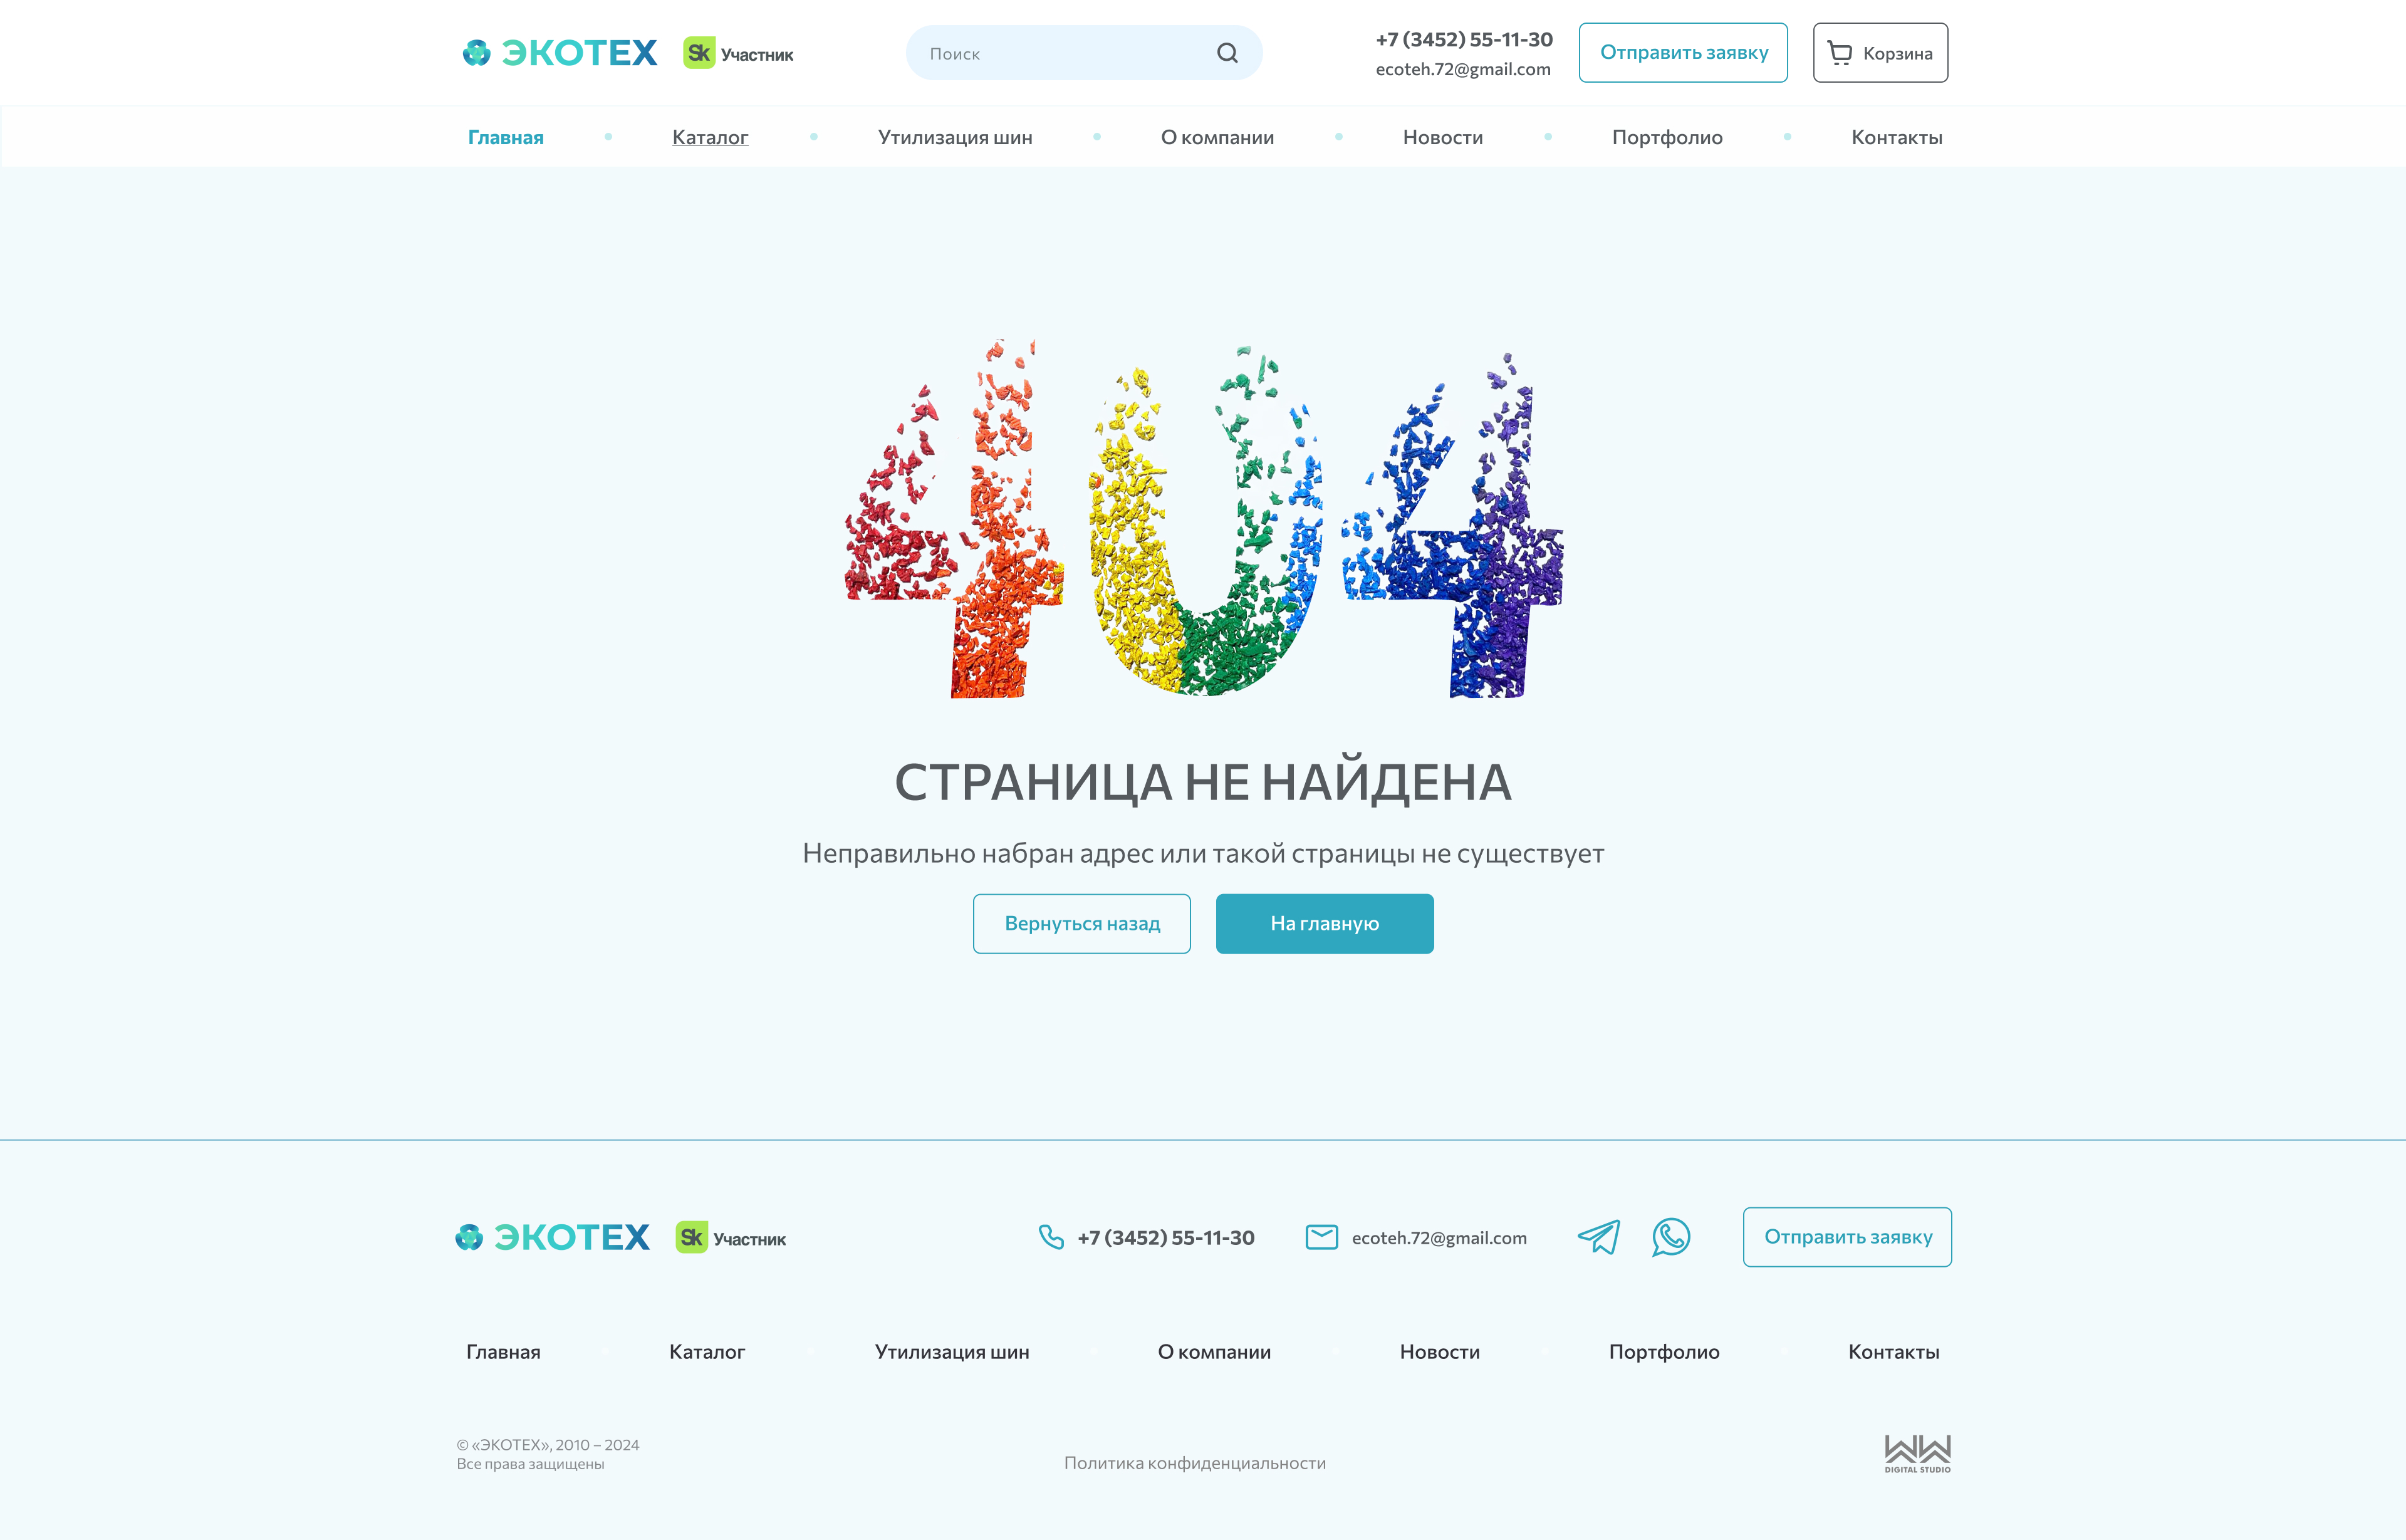 ЭКОТЕХ
Sk Участник
Поиск
+7 (3452) 55-11-30
ecoteh.72@gmail.com
Отправить заявку
Корзина
Главная
Каталог
Утилизация шин
О компании
Новости
Портфолио
Контакты
404
СТРАНИЦА НЕ НАЙДЕНА
Неправильно набран адрес или такой страницы не существует
Вернуться назад
На главную
ЭКОТЕХ
Sk Участник
+7 (3452) 55-11-30
ecoteh.72@gmail.com
Отправить заявку
Главная
Каталог
Утилизация шин
О компании
Новости
Портфолио
Контакты
© «ЭКОТЕХ», 2010 – 2024
Все права защищены
Политика конфиденциальности
WW
DIGITAL STUDIO